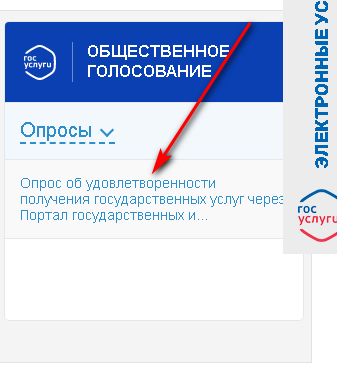 гос
услуги
ОБЩЕСТВЕННОЕ
ГОЛОСОВАНИЕ
Опросы
Опрос об удовлетворенности
получения государственных услуг через
Портал государственных и...
ЭЛЕКТРОННЫЕ УС
гос
услуги